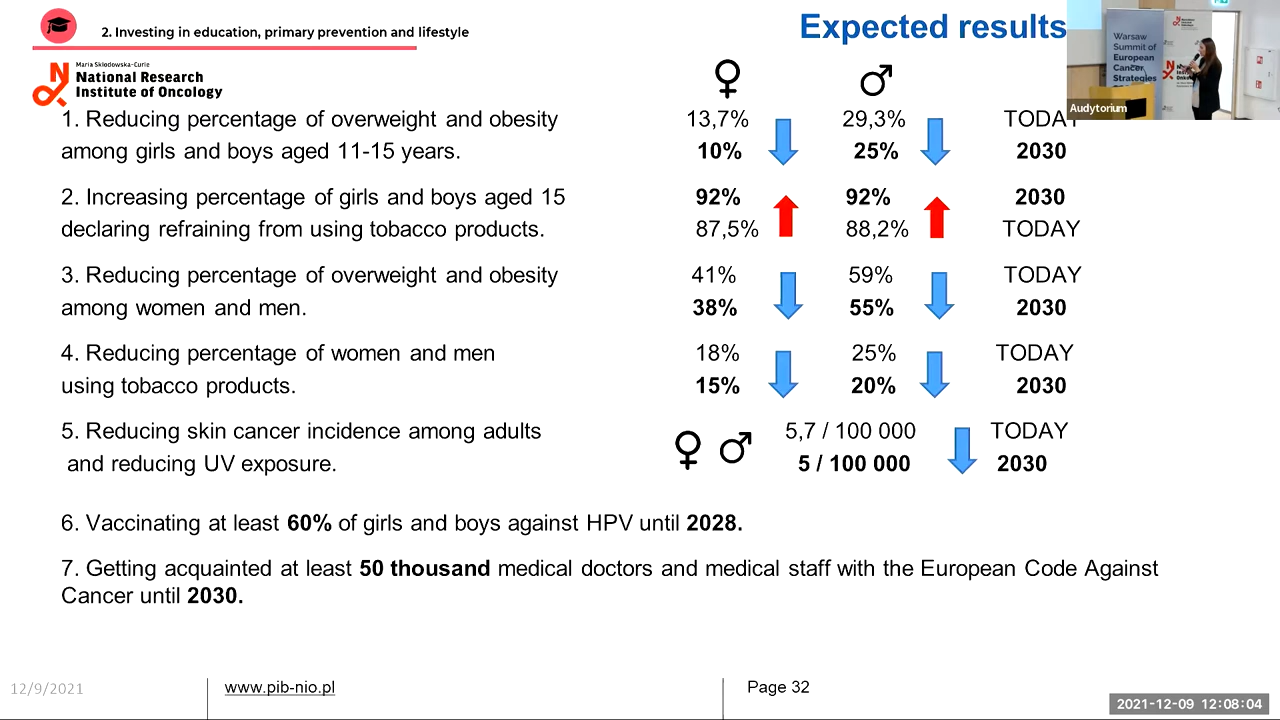 2. Investing in education, primary prevention and lifestyle
Expected results
Maria Skłodowska-Curie
National Research
Institute of Oncology
Warsaw
Summit of
European
Cancer
Strategies
Audytorium
1. Reducing percentage of overweight and obesity 13,7% 29,3% TODAY
among girls and boys aged 11-15 years. 10% 25% 2030
2. Increasing percentage of girls and boys aged 15 92% 92% 2030
declaring refraining from using tobacco products. 87,5% 88,2% TODAY
3. Reducing percentage of overweight and obesity 41% 59% TODAY
among women and men. 38% 55% 2030
4. Reducing percentage of women and men 18% 25% TODAY
using tobacco products. 15% 20% 2030
5. Reducing skin cancer incidence among adults 5,7 / 100 000 TODAY
and reducing UV exposure. 5 / 100 000 2030
6. Vaccinating at least 60% of girls and boys against HPV until 2028.
7. Getting acquainted at least 50 thousand medical doctors and medical staff with the European Code Against
Cancer until 2030.
12/9/2021 www.pib-nio.pl Page 32
2021-12-09 12:08:04